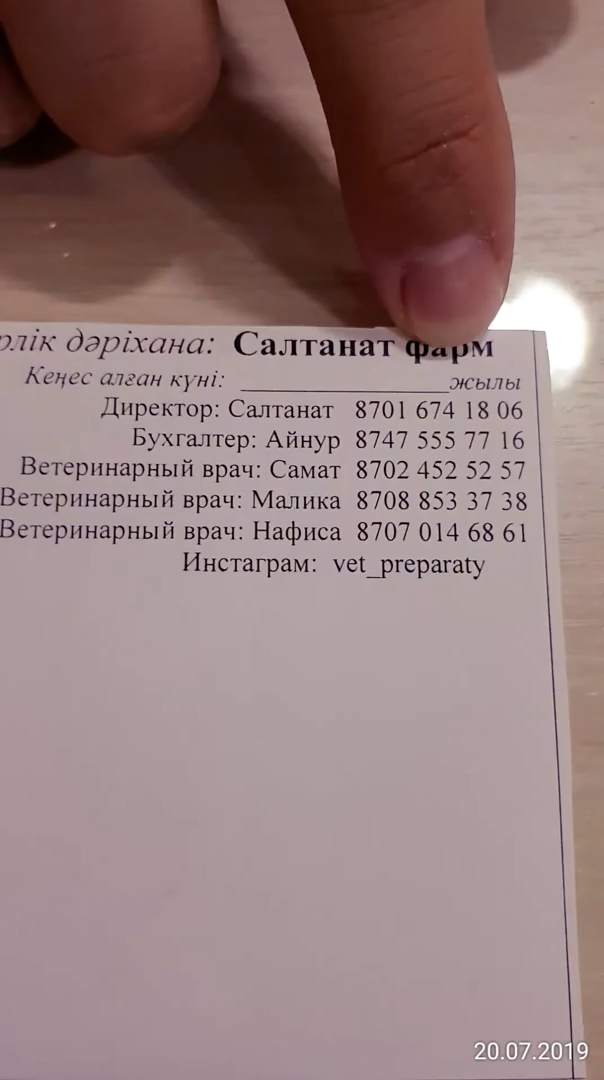 дәріхана: Салтанат фарм
Кеңес алған күні: ____________________жылы
Директор: Салтанат 8701 674 18 06
Бухгалтер: Айнур 8747 555 77 16
Ветеринарный врач: Самат 8702 452 52 57
Ветеринарный врач: Малика 8708 853 37 38
Ветеринарный врач: Нафиса 8707 014 68 61
Инстаграм: vet_preparaty
20.07.2019